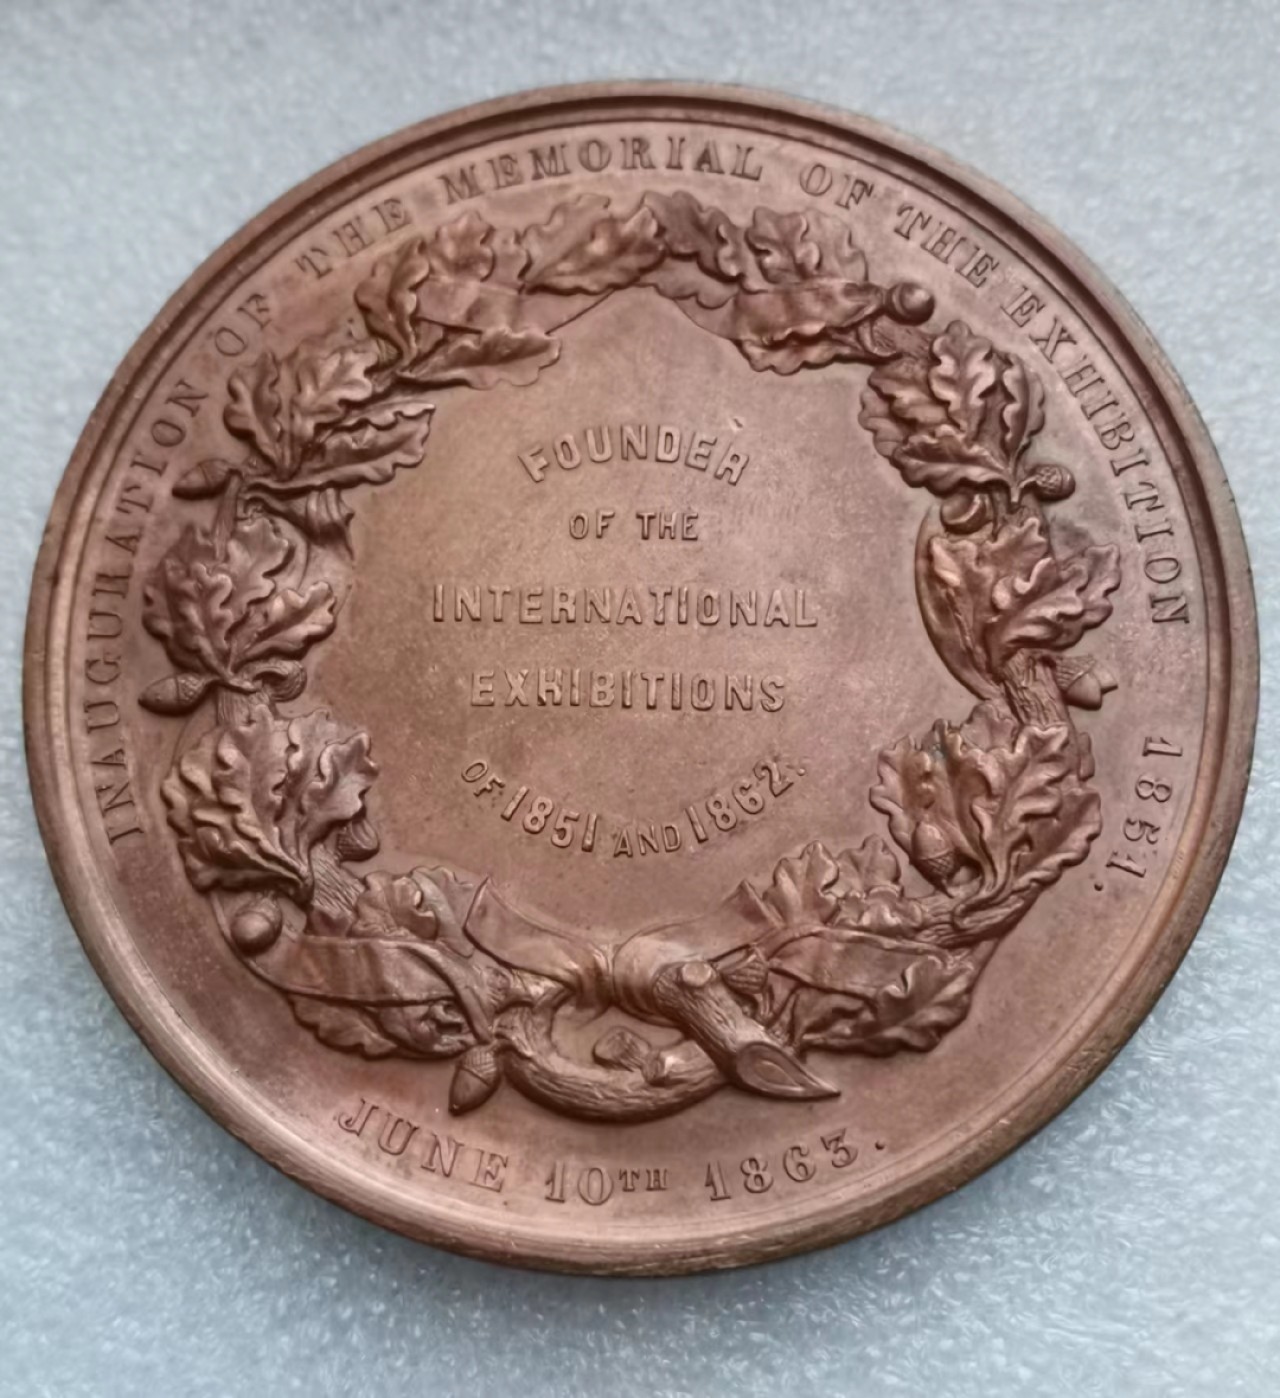 INAUGURATION OF THE MEMORIAL OF THE EXHIBITION 1851.
FOUNDER
OF THE
INTERNATIONAL
EXHIBITIONS
OF 1851 AND 1862.
JUNE 10TH 1863.